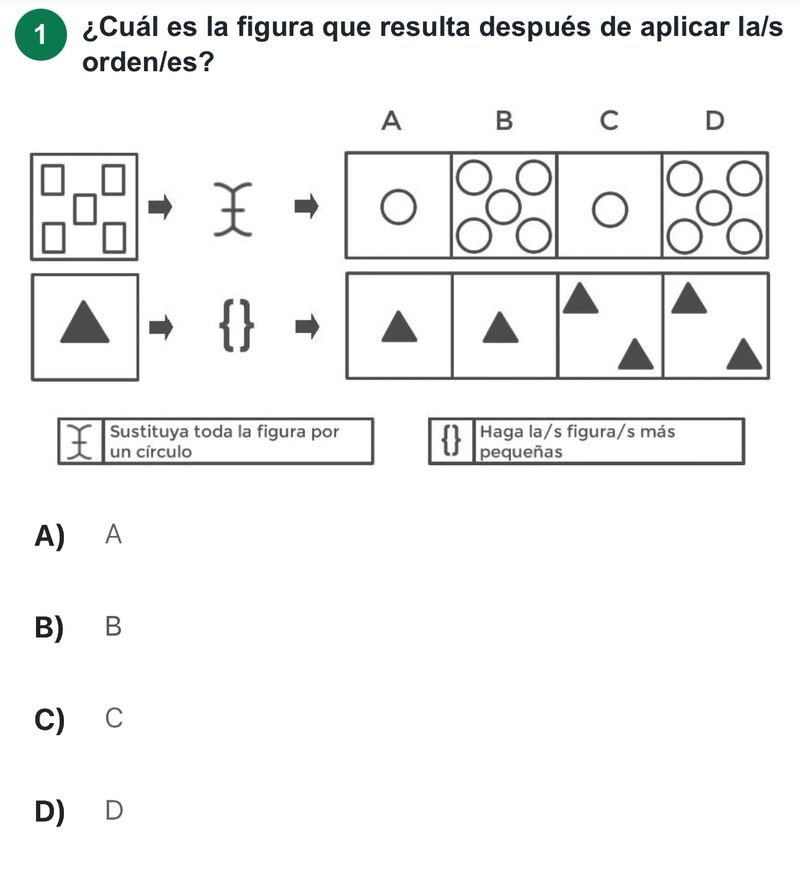 1 ¿Cuál es la figura que resulta después de aplicar la/s
orden/es?
A B C D
{}
Sustituya toda la figura por
un círculo
{} Haga la/s figura/s más
pequeñas
A) A
B) B
C) C
D) D